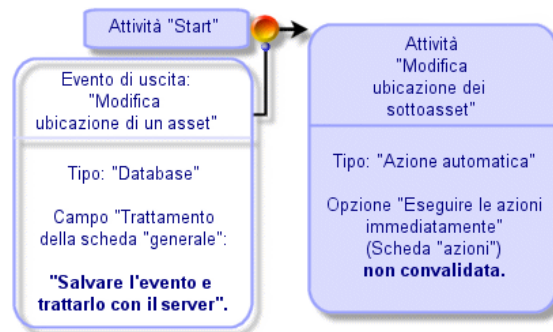 Attività "Start"
Evento di uscita:
"Modifica
ubicazione di un asset"
Tipo: "Database"
Campo "Trattamento
della scheda "generale":
"Salvare l'evento e
trattarlo con il server".
Attività
"Modifica
ubicazione dei
sottoasset"
Tipo: "Azione automatica"
Opzione "Eseguire le azioni
immediatamente"
(Scheda "azioni")
non convalidata.